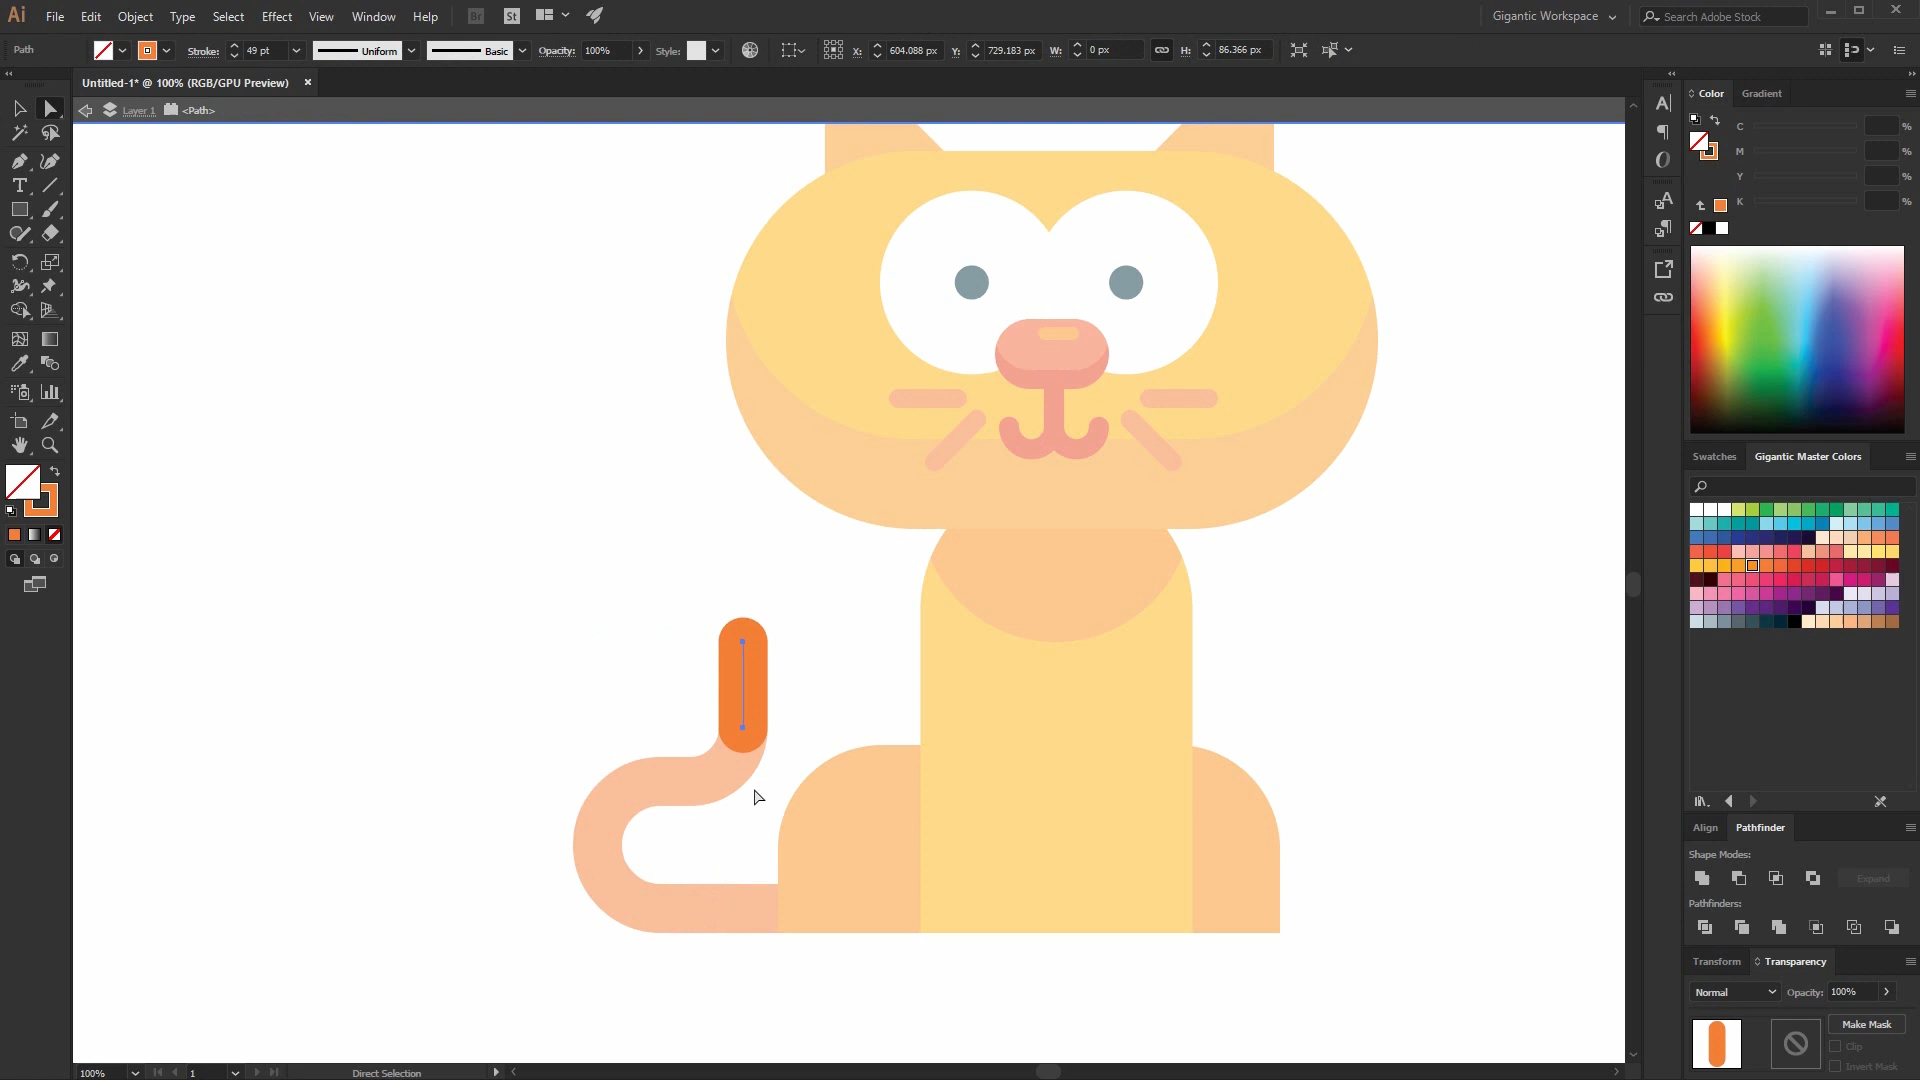 Ai File Edit Object Type Select Effect View Window Help Br St Gigantic Workspace Search Adobe Stock
Path Stroke: 49 pt Uniform Basic Opacity: 100% Style: X: 604.088 px Y: 729.183 px W: 0 px H: 86.366 px
Untitled-1* @ 100% (RGB/GPU Preview) ×
Layer 1 <Path>
Color Gradient
C %
M %
Y %
K %
Swatches Gigantic Master Colors
Align Pathfinder
Shape Modes:
Expand
Pathfinders:
Transform Transparency
Normal Opacity: 100%
Make Mask
Clip
Invert Mask
100% 1 Direct Selection